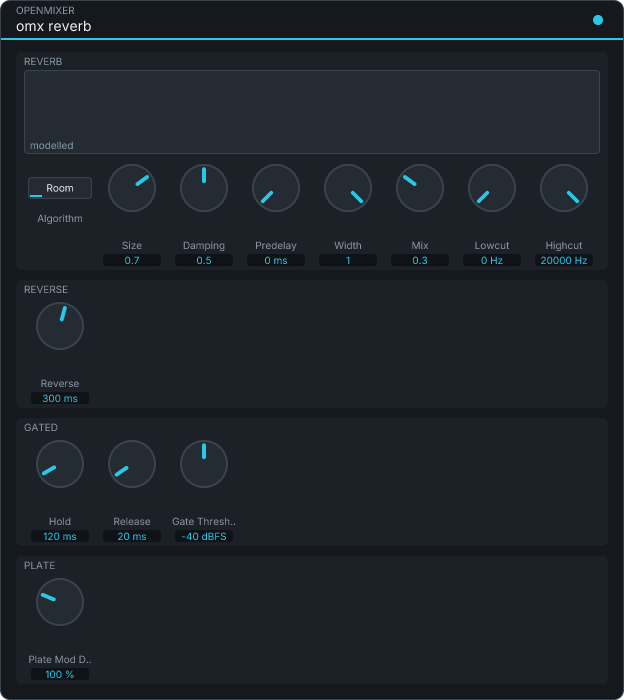 OPENMIXER
omx reverb
REVERB
modelled
Room
Algorithm
Size Damping Predelay Width Mix Lowcut Highcut
0.7 0.5 0 ms 1 0.3 0 Hz 20000 Hz
REVERSE
Reverse
300 ms
GATED
Hold Release Gate Thresh..
120 ms 20 ms -40 dBFS
PLATE
Plate Mod D..
100 %